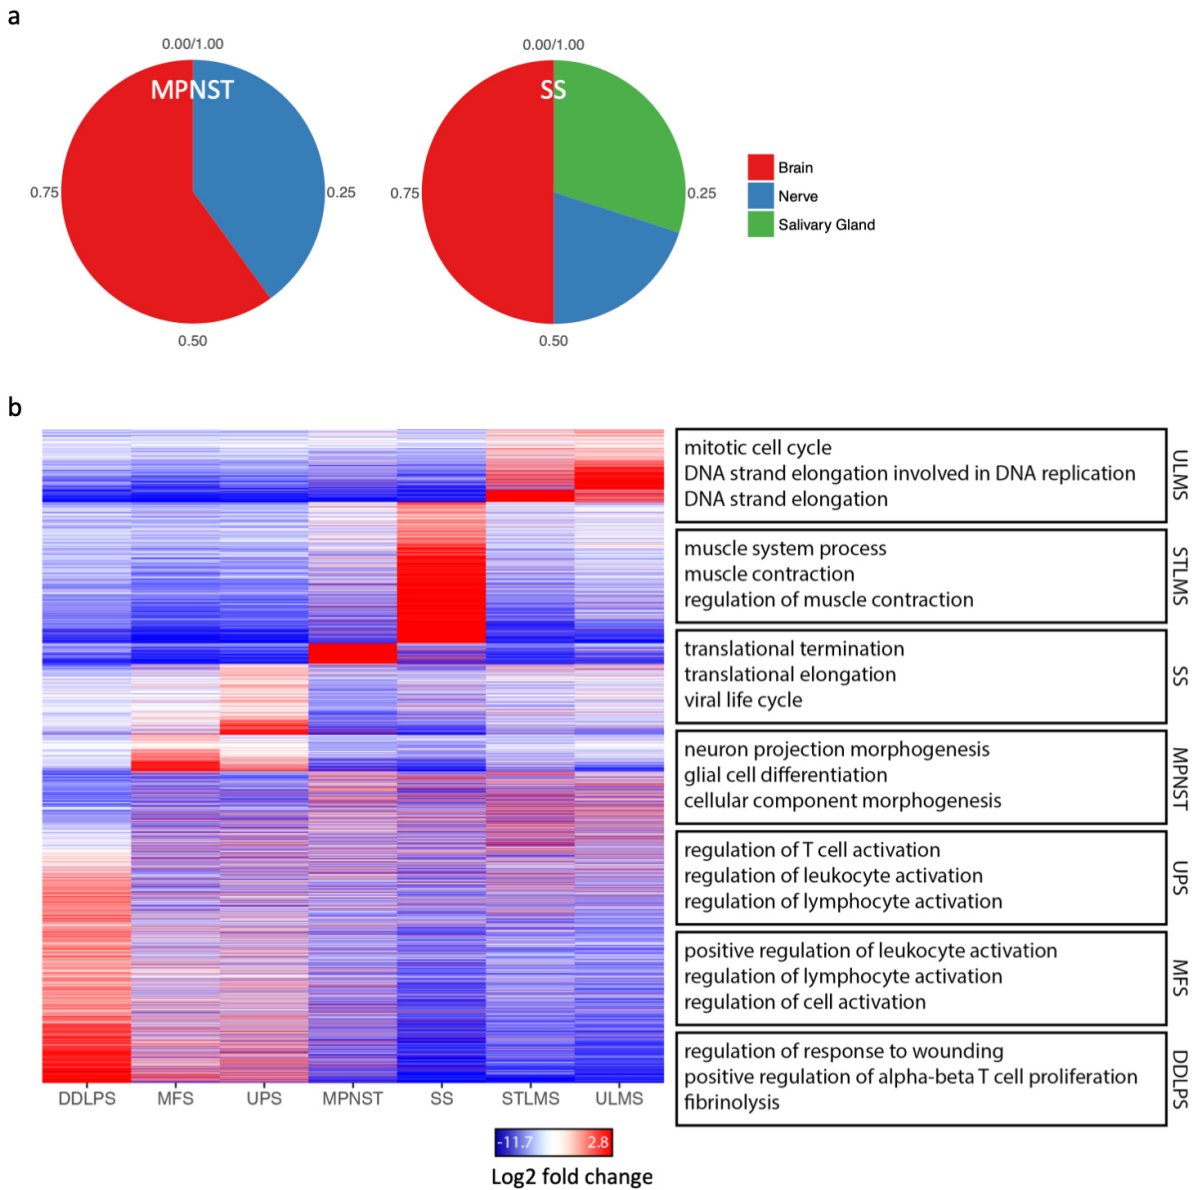 a
0.00/1.00
0.00/1.00
MPNST
SS
0.75
0.25
0.75
0.25
0.50
0.50
Brain
Nerve
Salivary Gland
b
mitotic cell cycle
DNA strand elongation involved in DNA replication
DNA strand elongation
ULMS
muscle system process
muscle contraction
regulation of muscle contraction
STLMS
translational termination
translational elongation
viral life cycle
SS
neuron projection morphogenesis
glial cell differentiation
cellular component morphogenesis
MPNST
regulation of T cell activation
regulation of leukocyte activation
regulation of lymphocyte activation
UPS
positive regulation of leukocyte activation
regulation of lymphocyte activation
regulation of cell activation
MFS
regulation of response to wounding
positive regulation of alpha-beta T cell proliferation
fibrinolysis
DDLPS
DDLPS MFS UPS MPNST SS STLMS ULMS
-11.7 2.8
Log2 fold change